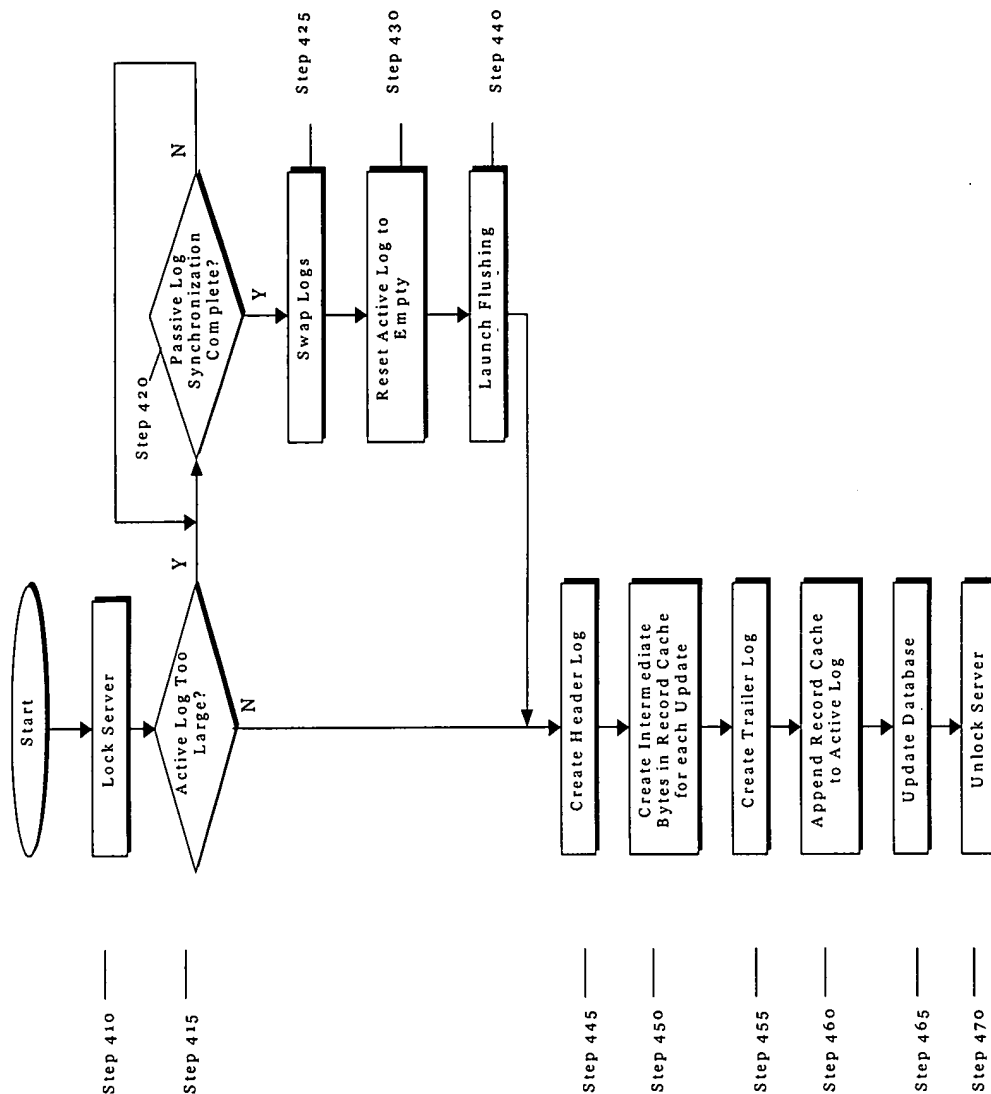 Start
Step 410
Lock Server
Step 415
Active Log Too
Large?
Y
N
Step 420
Passive Log
Synchronization
Complete?
N
Y
Swap Logs
Step 425
Reset Active Log to
Empty
Step 430
Launch Flushing
Step 440
Step 445
Create Header Log
Step 450
Create Intermediate
Bytes in Record Cache
for each Update
Step 455
Create Trailer Log
Step 460
Append Record Cache
to Active Log
Step 465
Update Database
Step 470
Unlock Server